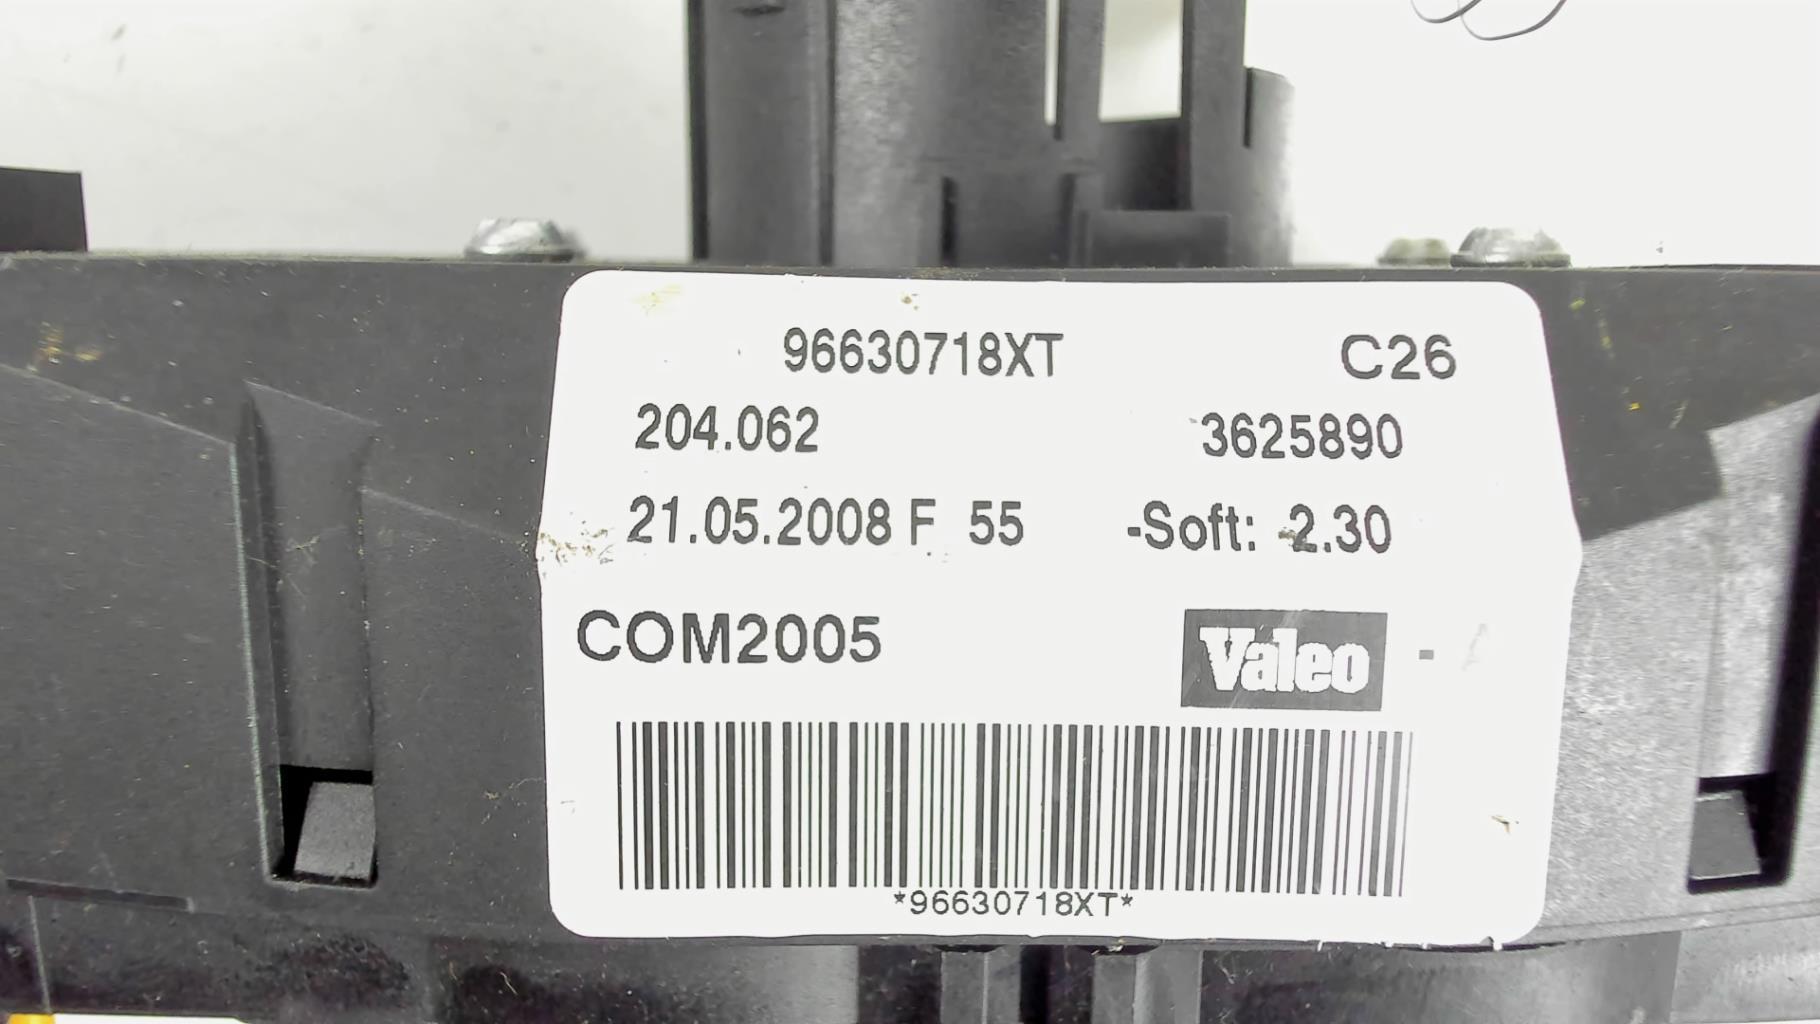 96630718XT C26
204.062 3625890
21.05.2008 F 55 -Soft: 2.30
COM2005 Valeo -
*96630718XT*